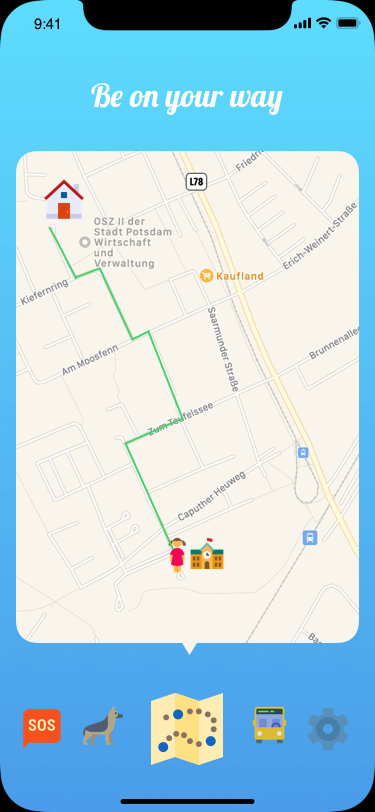 9:41
Be on your way
L78
Friedr
OSZ II der
Stadt Potsdam
Wirtschaft
und
Verwaltung
Erich-Weinert-Straße
Kaufland
Kiefernring
Saarmunder Straße
Am Moosfenn
Brunnenallee
Zum Teufelssee
Caputher Heuweg
Ba
SOS